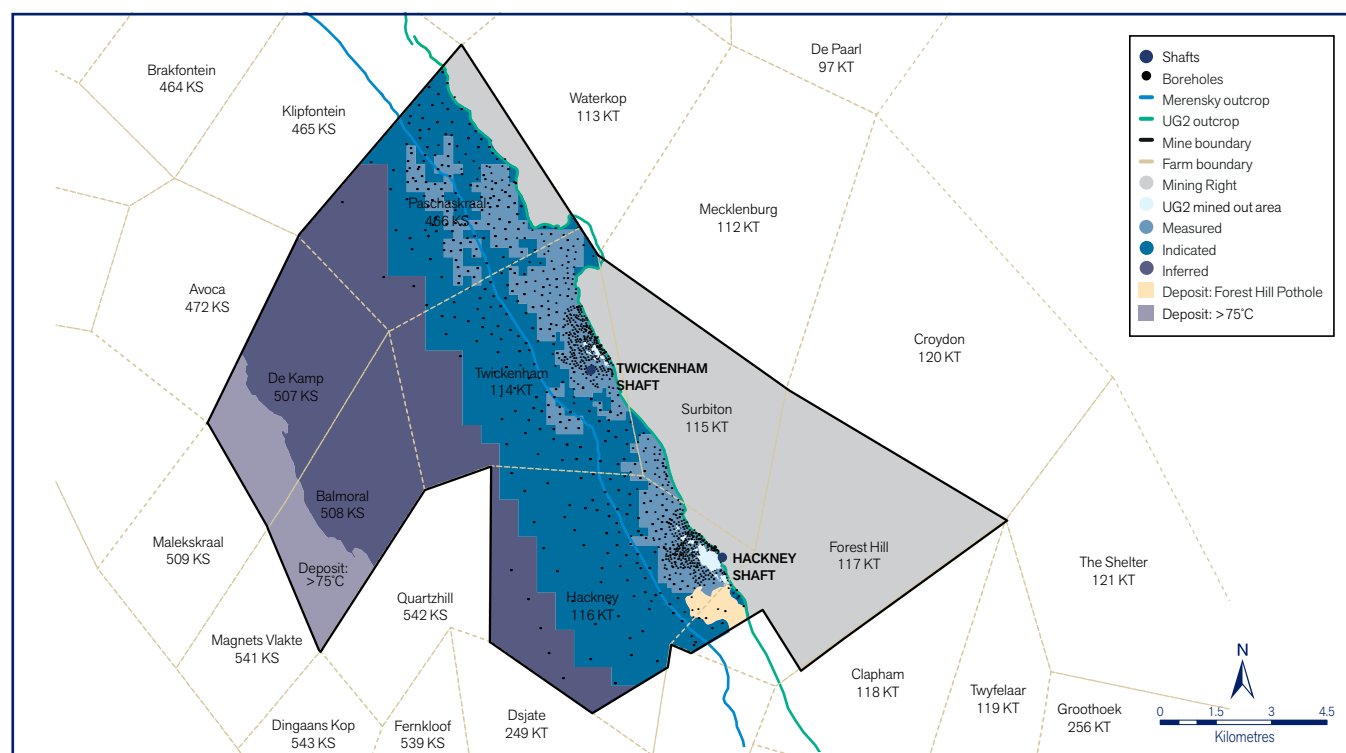 Brakfontein
464 KS
Klipfontein
465 KS
Waterkop
113 KT
De Paarl
97 KT
Shafts
Boreholes
Merensky outcrop
UG2 outcrop
Mine boundary
Farm boundary
Mining Right
UG2 mined out area
Measured
Indicated
Inferred
Deposit: Forest Hill Pothole
Deposit: >75°C
Paschaskraal
466 KS
Mecklenburg
112 KT
Avoca
472 KS
Croydon
120 KT
De Kamp
507 KS
Twickenham
114 KT
TWICKENHAM
SHAFT
Surbiton
115 KT
Balmoral
508 KS
Malekskraal
509 KS
Deposit:
>75°C
HACKNEY
SHAFT
Forest Hill
117 KT
The Shelter
121 KT
Quartzhill
542 KS
Hackney
116 KT
Magnets Vlakte
541 KS
Clapham
118 KT
Twyfelaar
119 KT
Groothoek
256 KT
Dingaans Kop
543 KS
Fernkloof
539 KS
Dsjate
249 KT
N
0 1.5 3 4.5
Kilometres